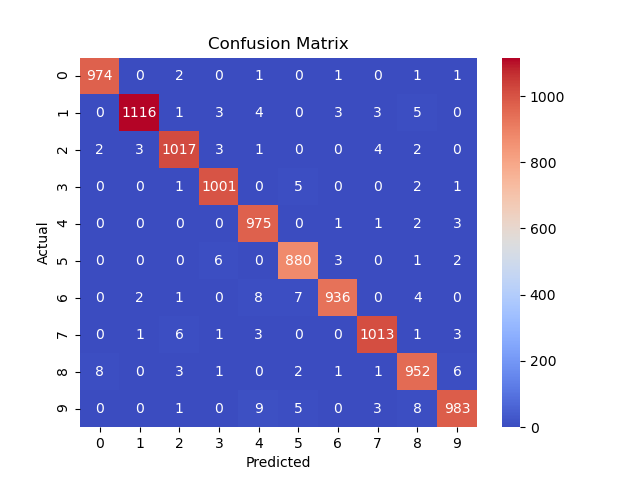 Confusion Matrix
0 974 0 2 0 1 0 1 0 1 1
1 0 1116 1 3 4 0 3 3 5 0
2 2 3 1017 3 1 0 0 4 2 0
3 0 0 1 1001 0 5 0 0 2 1
4 0 0 0 0 975 0 1 1 2 3
5 0 0 0 6 0 880 3 0 1 2
6 0 2 1 0 8 7 936 0 4 0
7 0 1 6 1 3 0 0 1013 1 3
8 8 0 3 1 0 2 1 1 952 6
9 0 0 1 0 9 5 0 3 8 983
0 1 2 3 4 5 6 7 8 9
Predicted
Actual
1000
800
600
400
200
0